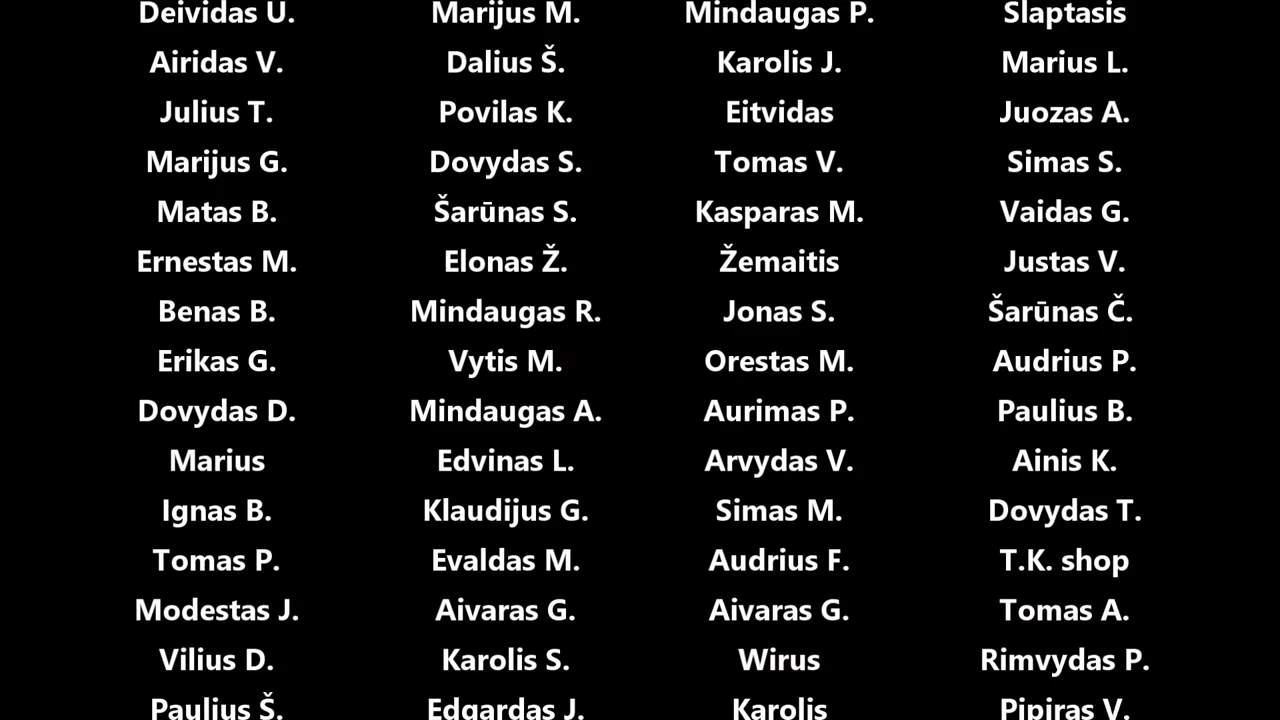 Deividas U. Marijus M. Mindaugas P. Slaptasis
Airidas V. Dalius Š. Karolis J. Marius L.
Julius T. Povilas K. Eitvidas Juozas A.
Marijus G. Dovydas S. Tomas V. Simas S.
Matas B. Šarūnas S. Kasparas M. Vaidas G.
Ernestas M. Elonas Ž. Žemaitis Justas V.
Benas B. Mindaugas R. Jonas S. Šarūnas Č.
Erikas G. Vytis M. Orestas M. Audrius P.
Dovydas D. Mindaugas A. Aurimas P. Paulius B.
Marius Edvinas L. Arvydas V. Ainis K.
Ignas B. Klaudijus G. Simas M. Dovydas T.
Tomas P. Evaldas M. Audrius F. T.K. shop
Modestas J. Aivaras G. Aivaras G. Tomas A.
Vilius D. Karolis S. Wirus Rimvydas P.
Paulius Š. Edgardas J. Karolis Pipiras V.